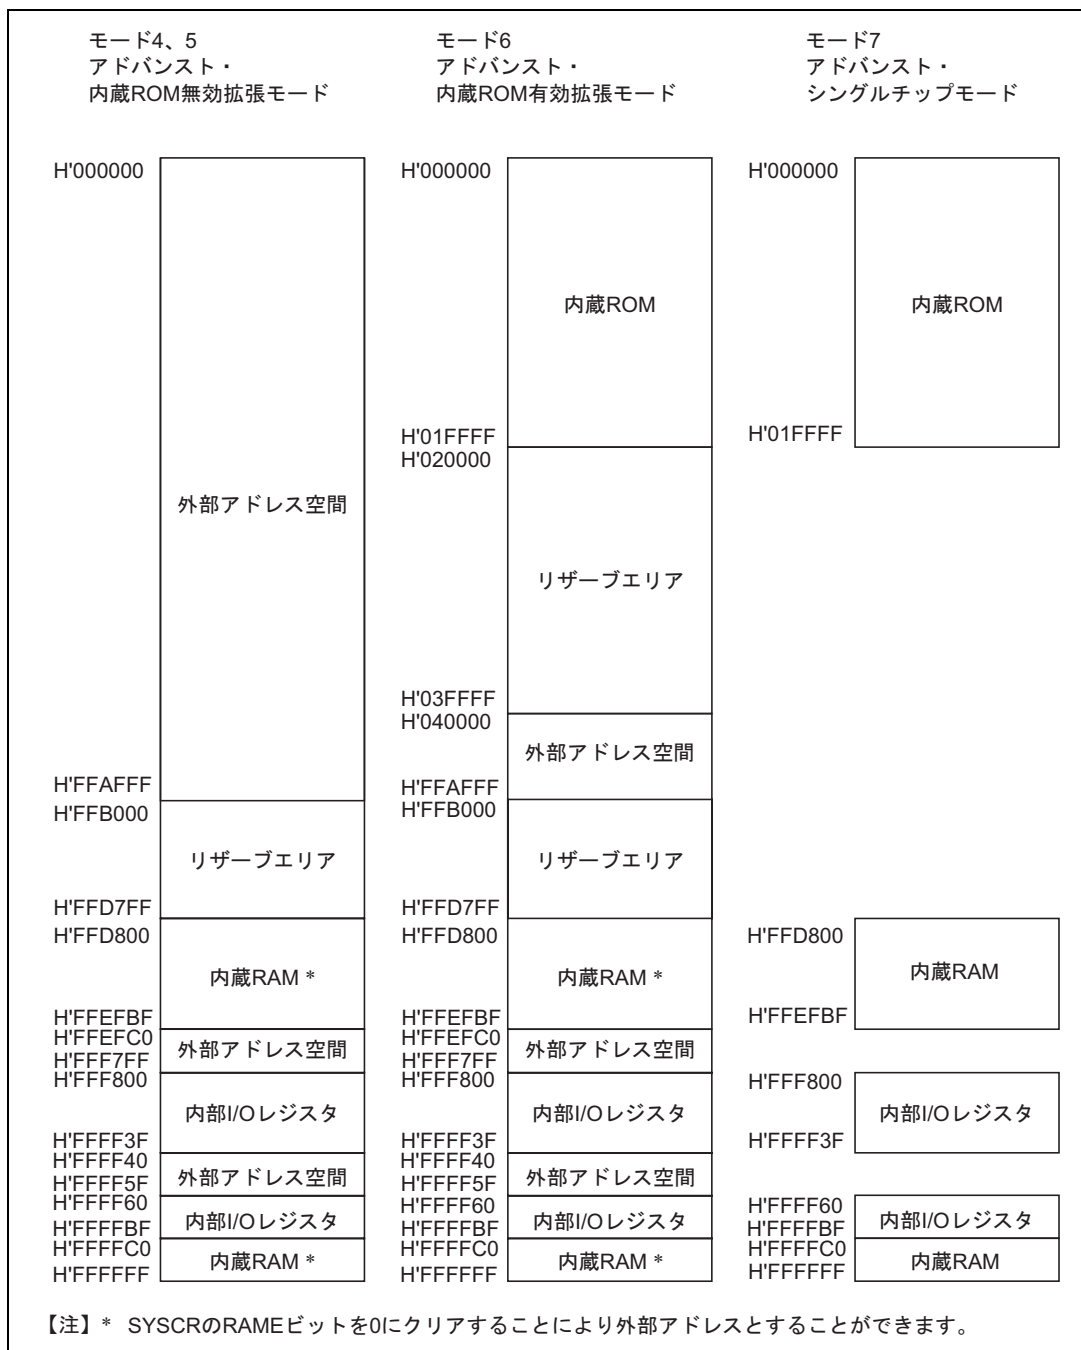 モード4、5
アドバンスト・
内蔵ROM無効拡張モード
H'000000
外部アドレス空間
H'FFAFFF
H'FFB000
リザーブエリア
H'FFD7FF
H'FFD800
内蔵RAM *
H'FFEFBF
H'FFEFC0
外部アドレス空間
H'FFF7FF
H'FFF800
内部I/Oレジスタ
H'FFFF3F
H'FFFF40
外部アドレス空間
H'FFFF5F
H'FFFF60
内部I/Oレジスタ
H'FFFFBF
H'FFFFC0
内蔵RAM *
H'FFFFFF
モード6
アドバンスト・
内蔵ROM有効拡張モード
H'000000
内蔵ROM
H'01FFFF
H'020000
リザーブエリア
H'03FFFF
H'040000
外部アドレス空間
H'FFAFFF
H'FFB000
リザーブエリア
H'FFD7FF
H'FFD800
内蔵RAM *
H'FFEFBF
H'FFEFC0
外部アドレス空間
H'FFF7FF
H'FFF800
内部I/Oレジスタ
H'FFFF3F
H'FFFF40
外部アドレス空間
H'FFFF5F
H'FFFF60
内部I/Oレジスタ
H'FFFFBF
H'FFFFC0
内蔵RAM *
H'FFFFFF
モード7
アドバンスト・
シングルチップモード
H'000000
内蔵ROM
H'01FFFF
H'FFD800
内蔵RAM
H'FFEFBF
H'FFF800
内部I/Oレジスタ
H'FFFF3F
H'FFFF60
内部I/Oレジスタ
H'FFFFBF
H'FFFFC0
内蔵RAM
H'FFFFFF
【注】* SYSCRのRAMEビットを0にクリアすることにより外部アドレスとすることができます。